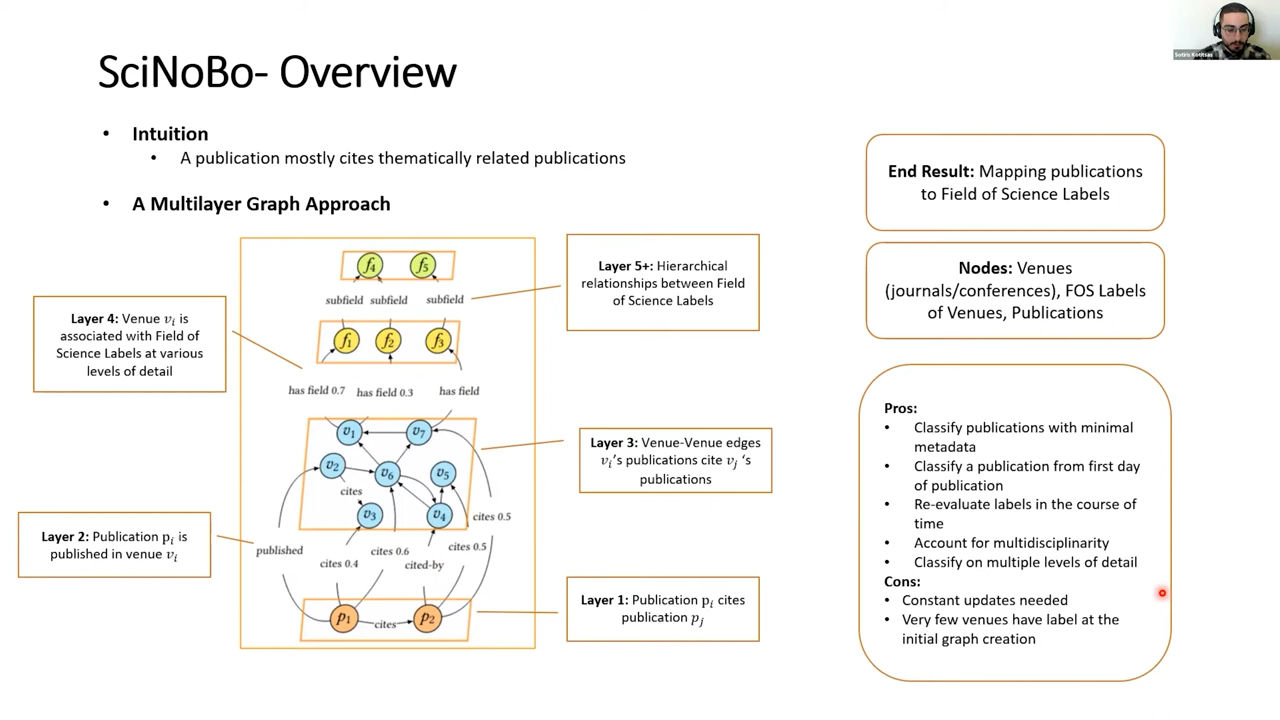 SciNoBo- Overview
Sotiris Kotitsas
• Intuition
• A publication mostly cites thematically related publications
• A Multilayer Graph Approach
f4 f5
subfield subfield subfield
f1 f2 f3
has field 0.7 has field 0.3 has field
v1 v7
v2 v6 v5
cites
v3 v4
cites 0.5
published
cites 0.4
cites 0.6
cited-by
cites 0.5
p1 cites p2
Layer 4: Venue vi is
associated with Field of
Science Labels at various
levels of detail
Layer 2: Publication pi is
published in venue vi
Layer 5+: Hierarchical
relationships between Field
of Science Labels
Layer 3: Venue-Venue edges
vi's publications cite vj 's
publications
Layer 1: Publication pi cites
publication pj
End Result: Mapping publications
to Field of Science Labels
Nodes: Venues
(journals/conferences), FOS Labels
of Venues, Publications
Pros:
• Classify publications with minimal
metadata
• Classify a publication from first day
of publication
• Re-evaluate labels in the course of
time
• Account for multidisciplinarity
• Classify on multiple levels of detail
Cons:
• Constant updates needed
• Very few venues have label at the
initial graph creation